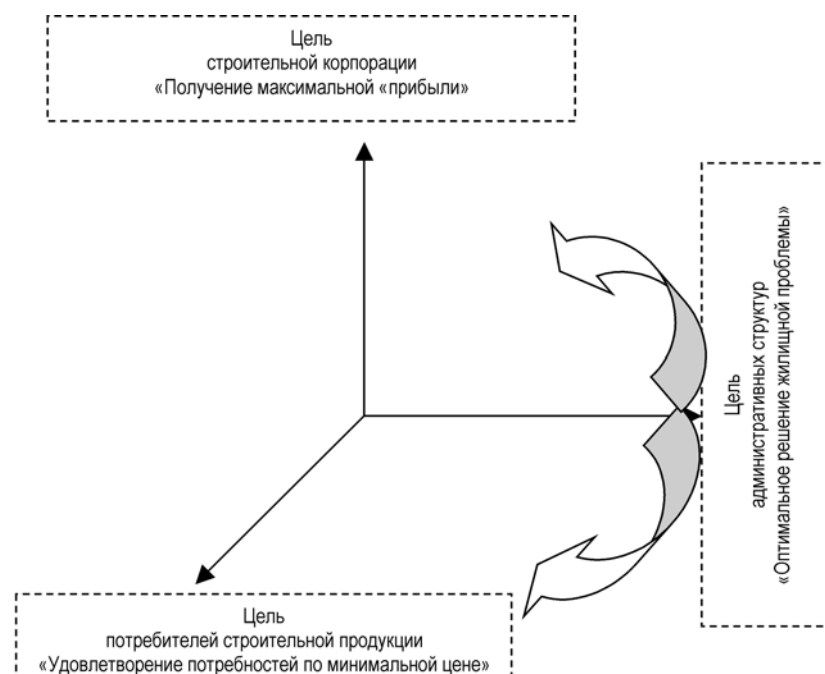 Цель
строительной корпорации
«Получение максимальной «прибыли»
Цель
административных структур
«Оптимальное решение жилищной проблемы»
Цель
потребителей строительной продукции
«Удовлетворение потребностей по минимальной цене»